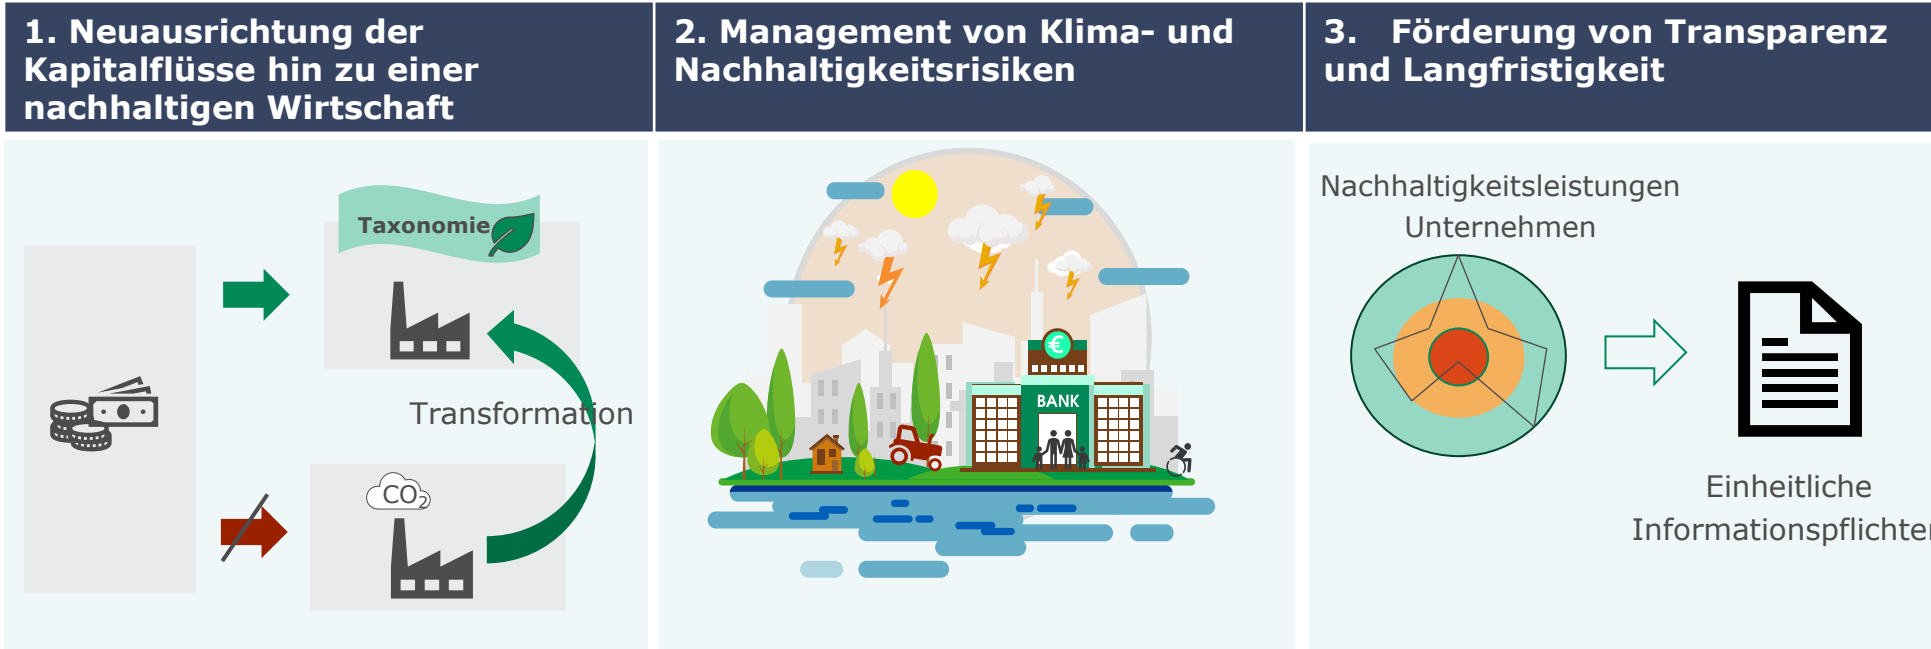 1. Neuausrichtung der
Kapitalflüsse hin zu einer
nachhaltigen Wirtschaft
2. Management von Klima- und
Nachhaltigkeitsrisiken
3. Förderung von Transparenz
und Langfristigkeit
Taxonomie
Transformation
CO₂
€
BANK
Nachhaltigkeitsleistungen
Unternehmen
Einheitliche
Informationspflichten